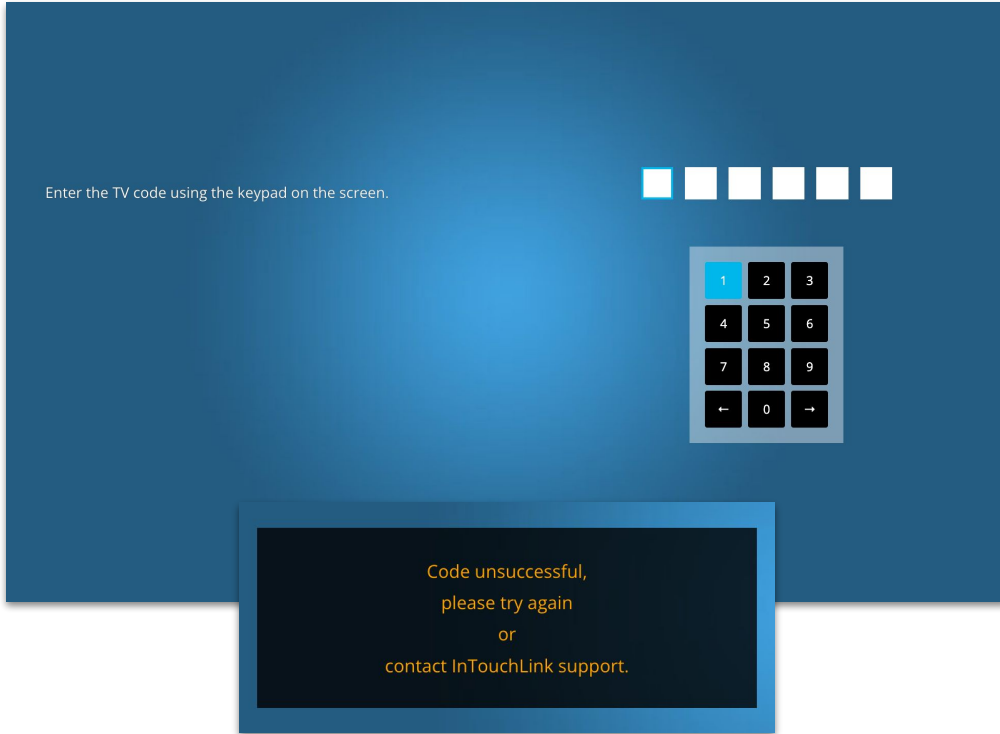 Enter the TV code using the keypad on the screen.
1 2 3
4 5 6
7 8 9
← 0 →
Code unsuccessful,
please try again
or
contact InTouchLink support.